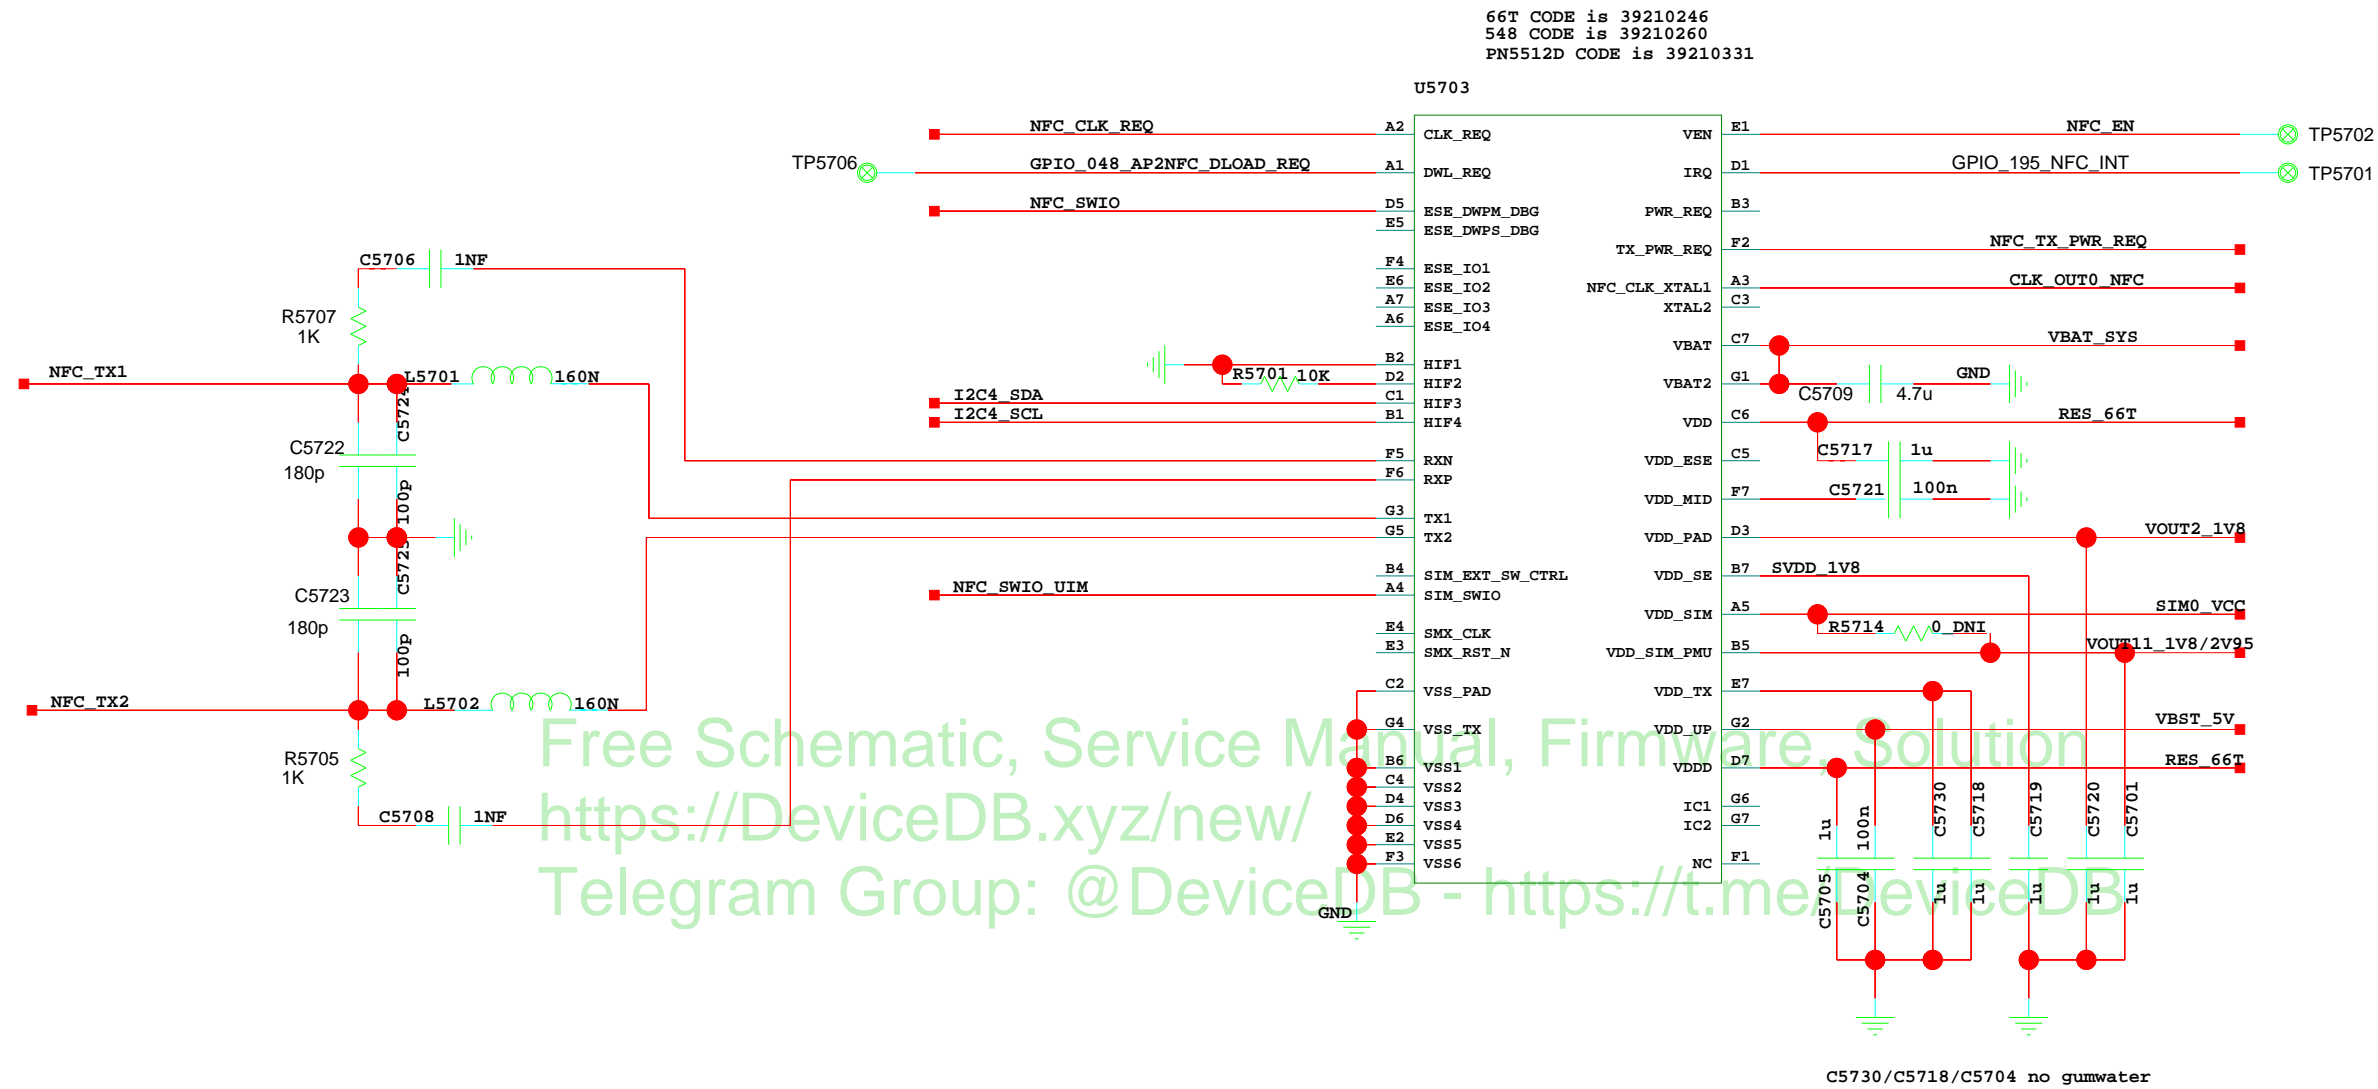 66T CODE is 39210246
548 CODE is 39210260
PN5512D CODE is 39210331
U5703
NFC_CLK_REQ
A2
CLK_REQ
VEN
E1
NFC_EN
TP5702
TP5706
GPIO_048_AP2NFC_DLOAD_REQ
A1
DWL_REQ
IRQ
D1
GPIO_195_NFC_INT
TP5701
NFC_SWIO
D5
ESE_DWPM_DBG
PWR_REQ
B3
E5
ESE_DWPS_DBG
TX_PWR_REQ
F2
NFC_TX_PWR_REQ
C5706
1NF
F4
ESE_IO1
E6
ESE_IO2
NFC_CLK_XTAL1
A3
CLK_OUT0_NFC
A7
ESE_IO3
XTAL2
C3
A6
ESE_IO4
R5707
1K
VBAT
C7
VBAT_SYS
B2
HIF1
NFC_TX1
L5701
160N
R5701
10K
D2
HIF2
VBAT2
G1
GND
C5709
4.7u
I2C4_SDA
C1
HIF3
I2C4_SCL
B1
HIF4
VDD
C6
RES_66T
C5724
C5722
180p
100p
F5
RXN
VDD_ESE
C5
C5717
1u
F6
RXP
VDD_MID
F7
C5721
100n
G3
TX1
G5
TX2
VDD_PAD
D3
VOUT2_1V8
C5725
C5723
180p
100p
B4
SIM_EXT_SW_CTRL
VDD_SE
B7
SVDD_1V8
NFC_SWIO_UIM
A4
SIM_SWIO
VDD_SIM
A5
SIM0_VCC
E4
SMX_CLK
R5714
0_DNI
E3
SMX_RST_N
VDD_SIM_PMU
B5
VOUT11_1V8/2V95
NFC_TX2
L5702
160N
C2
VSS_PAD
VDD_TX
E7
G4
VSS_TX
VDD_UP
G2
VBST_5V
R5705
1K
B6
VSS1
VDDD
D7
RES_66T
C4
VSS2
D4
VSS3
IC1
G6
C5708
1NF
D6
VSS4
IC2
G7
E2
VSS5
F3
VSS6
NC
F1
GND
1u
100n
C5730
C5718
C5719
C5720
C5701
C5705
C5704
1u
1u
1u
1u
1u
Free Schematic, Service Manual, Firmware, Solution
https://DeviceDB.xyz/new/
Telegram Group: @DeviceDB - https://t.me/DeviceDB
C5730/C5718/C5704 no gumwater